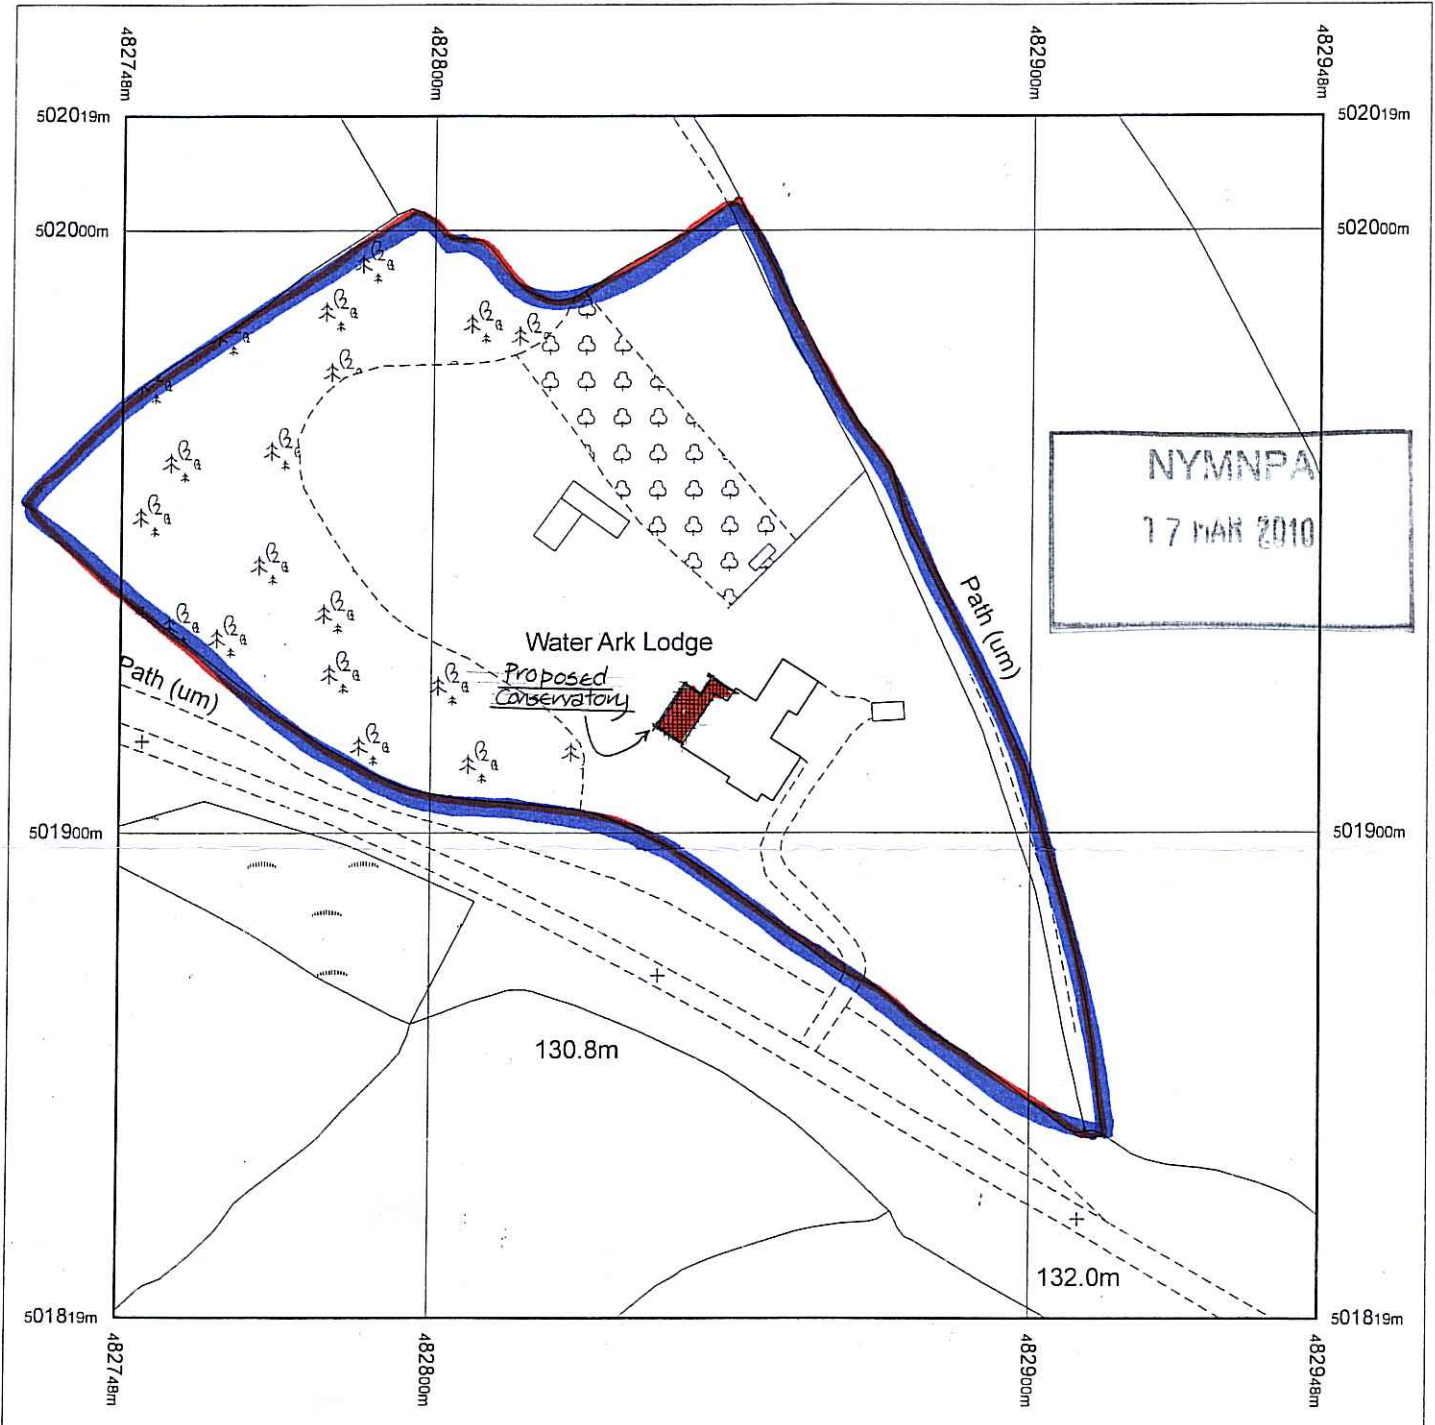 482748m
482800m
482900m
482948m
502019m
502019m
502000m
502000m
NYMNPA
17 MAR 2010
Path (um)
Water Ark Lodge
Proposed
Conservatory
Path (um)
501900m
501900m
130.8m
132.0m
501819m
501819m
482748m
482800m
482900m
482948m